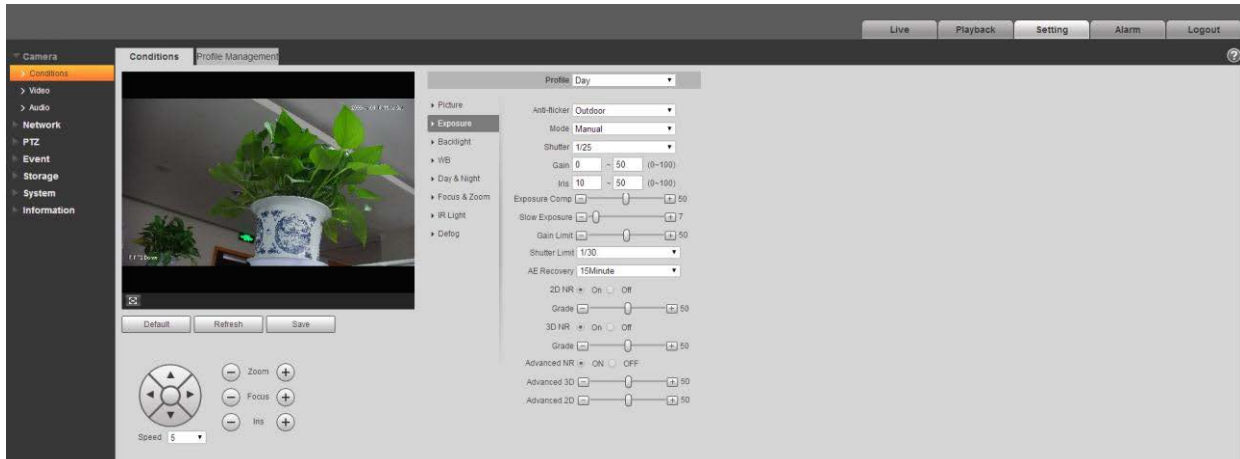 Live Playback Setting Alarm Logout
Camera
Conditions
Video
Audio
Network
PTZ
Event
Storage
System
Information
Conditions Profile Management
Default Refresh Save
Zoom
Focus
Iris
Speed 5
Profile Day
Picture
Exposure
Backlight
WB
Day & Night
Focus & Zoom
IR Light
Defog
Anti-flicker Outdoor
Mode Manual
Shutter 1/25
Gain 0 ~ 50 (0~100)
Iris 10 ~ 50 (0~100)
Exposure Comp 50
Slow Exposure 7
Gain Limit 50
Shutter Limit 1/30
AE Recovery 15Minute
2D NR On Off
Grade 50
3D NR On Off
Grade 50
Advanced NR ON OFF
Advanced 3D 50
Advanced 2D 50